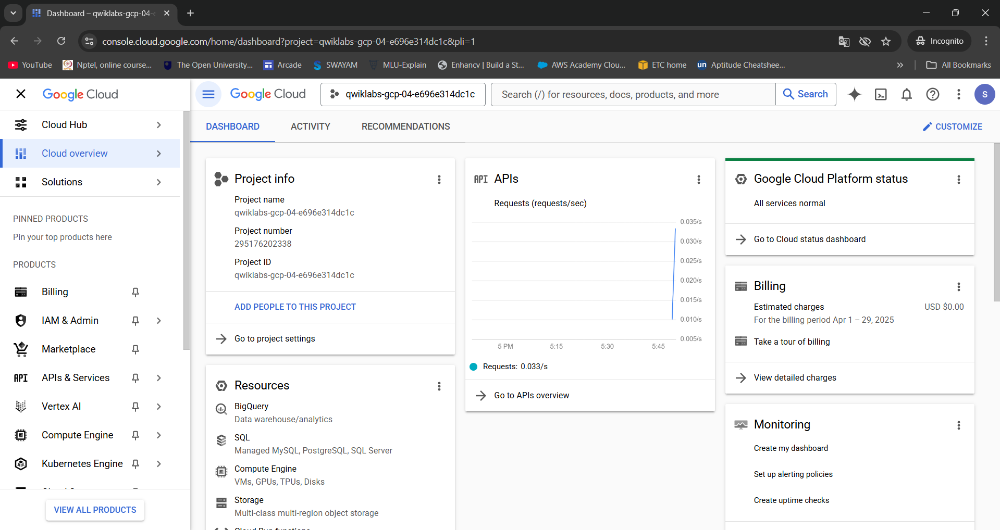 Dashboard – qwiklabs-gcp-04-
console.cloud.google.com/home/dashboard?project=qwiklabs-gcp-04-e696e314dc1c&pli=1
Incognito
YouTube
Nptel, online course...
The Open University...
Arcade
SWAYAM
MLU-Explain
Enhancv | Build a St...
AWS Academy Clou...
ETC home
un Aptitude Cheatshee...
All Bookmarks
Google Cloud
Google Cloud
qwiklabs-gcp-04-e696e314dc1c
Search (/) for resources, docs, products, and more
Search
S
Cloud Hub
Cloud overview
Solutions
PINNED PRODUCTS
Pin your top products here
PRODUCTS
Billing
IAM & Admin
Marketplace
API APIs & Services
Vertex AI
Compute Engine
Kubernetes Engine
VIEW ALL PRODUCTS
DASHBOARD
ACTIVITY
RECOMMENDATIONS
CUSTOMIZE
Project info
Project name
qwiklabs-gcp-04-e696e314dc1c
Project number
295176202338
Project ID
qwiklabs-gcp-04-e696e314dc1c
ADD PEOPLE TO THIS PROJECT
Go to project settings
Resources
BigQuery
Data warehouse/analytics
SQL
Managed MySQL, PostgreSQL, SQL Server
Compute Engine
VMs, GPUs, TPUs, Disks
Storage
Multi-class multi-region object storage
API APIs
Requests (requests/sec)
0.035/s
0.030/s
0.025/s
0.020/s
0.015/s
0.010/s
0.005/s
5 PM
5:15
5:30
5:45
Requests: 0.033/s
Go to APIs overview
Google Cloud Platform status
All services normal
Go to Cloud status dashboard
Billing
Estimated charges
USD $0.00
For the billing period Apr 1 – 29, 2025
Take a tour of billing
View detailed charges
Monitoring
Create my dashboard
Set up alerting policies
Create uptime checks